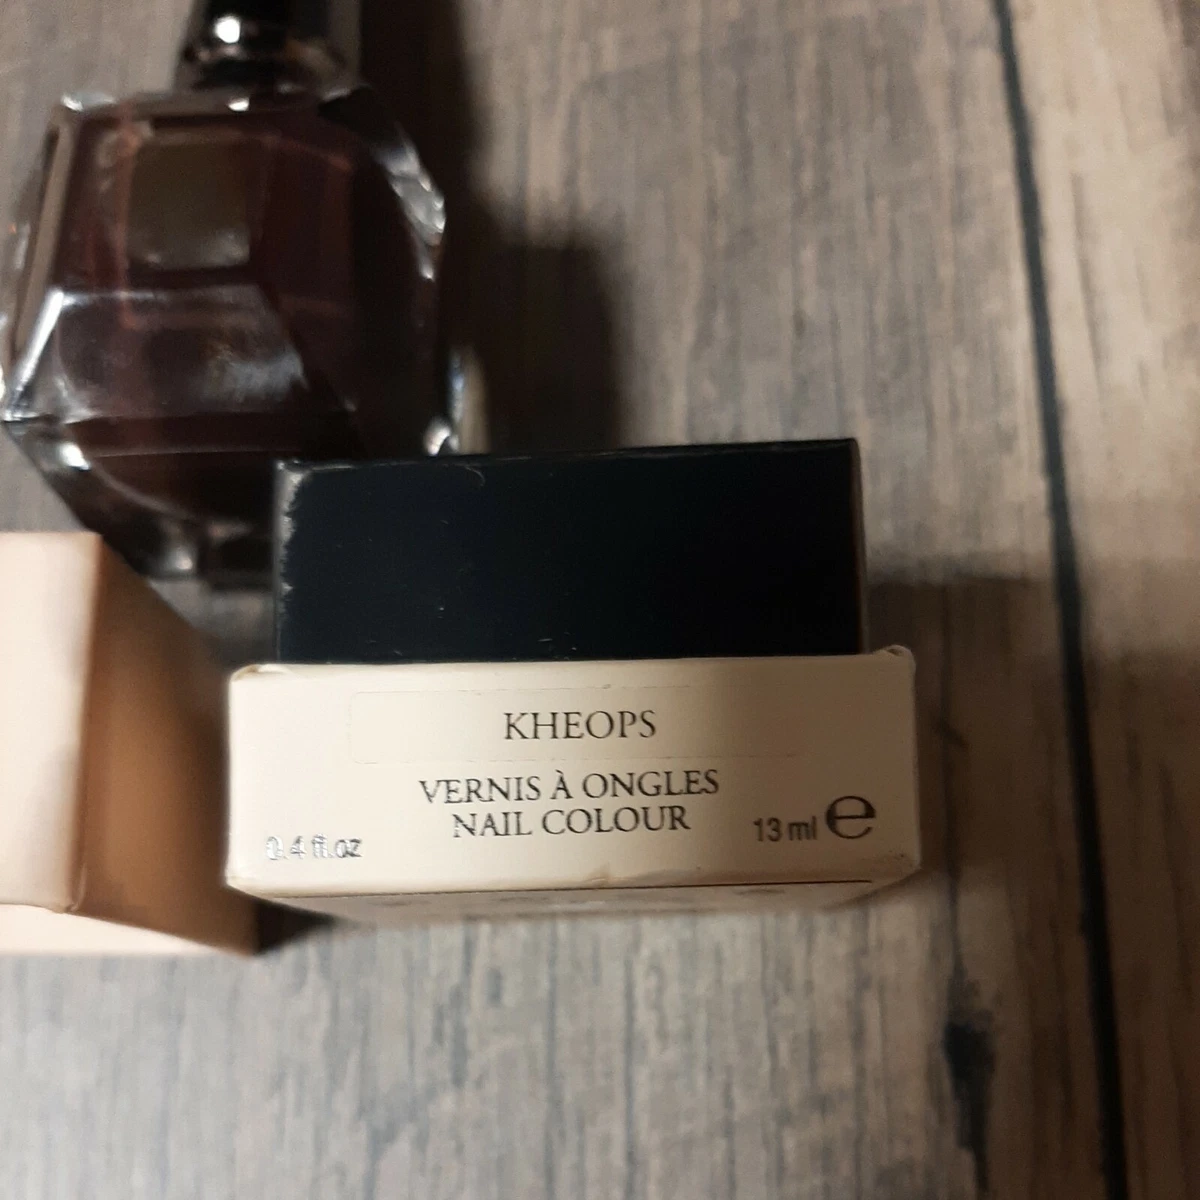 KHEOPS
VERNIS À ONGLES
NAIL COLOUR
0.4 fl.oz
13 ml e